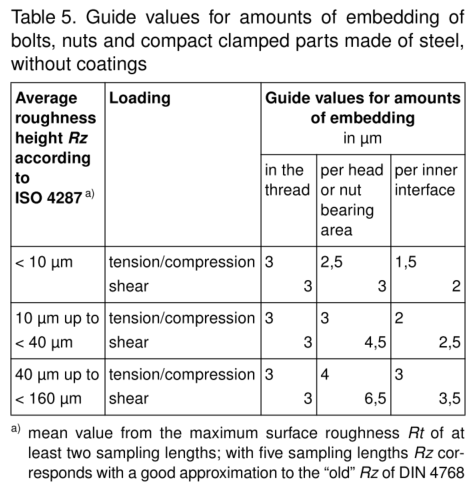 Table 5. Guide values for amounts of embedding of
bolts, nuts and compact clamped parts made of steel,
without coatings
Average
roughness
height Rz
according
to
ISO 4287 a)
Loading
Guide values for amounts
of embedding
in μm
in the
thread
per head
or nut
bearing
area
per inner
interface
< 10 μm tension/compression 3 2,5 1,5
shear 3 3 2
10 μm up to tension/compression 3 3 2
< 40 μm shear 3 4,5 2,5
40 μm up to tension/compression 3 4 3
< 160 μm shear 3 6,5 3,5
a) mean value from the maximum surface roughness Rt of at
least two sampling lengths; with five sampling lengths Rz cor-
responds with a good approximation to the “old” Rz of DIN 4768